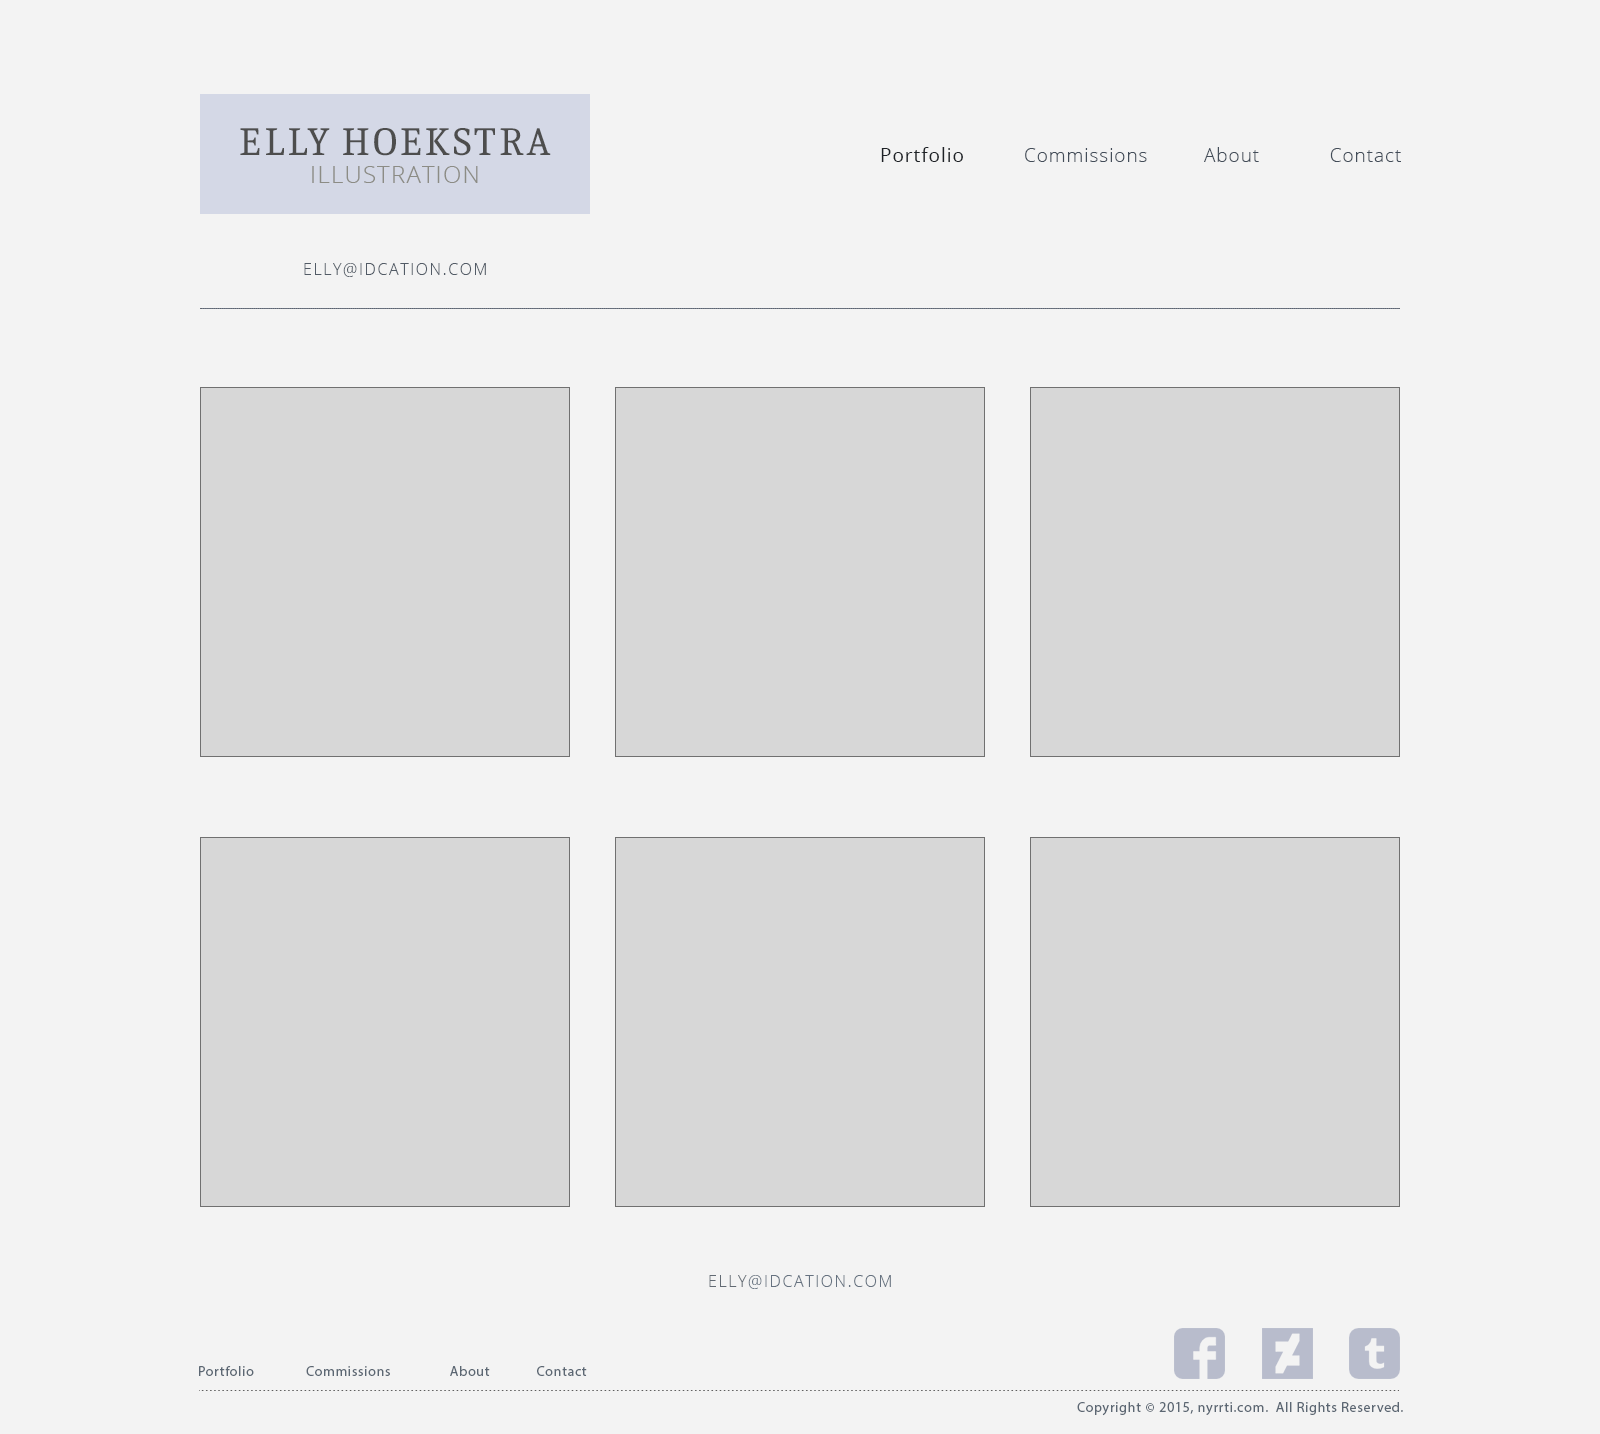 ELLY HOEKSTRA
ILLUSTRATION
Portfolio Commissions About Contact
ELLY@IDCATION.COM
ELLY@IDCATION.COM
Portfolio Commissions About Contact
Copyright © 2015, nyrrti.com. All Rights Reserved.